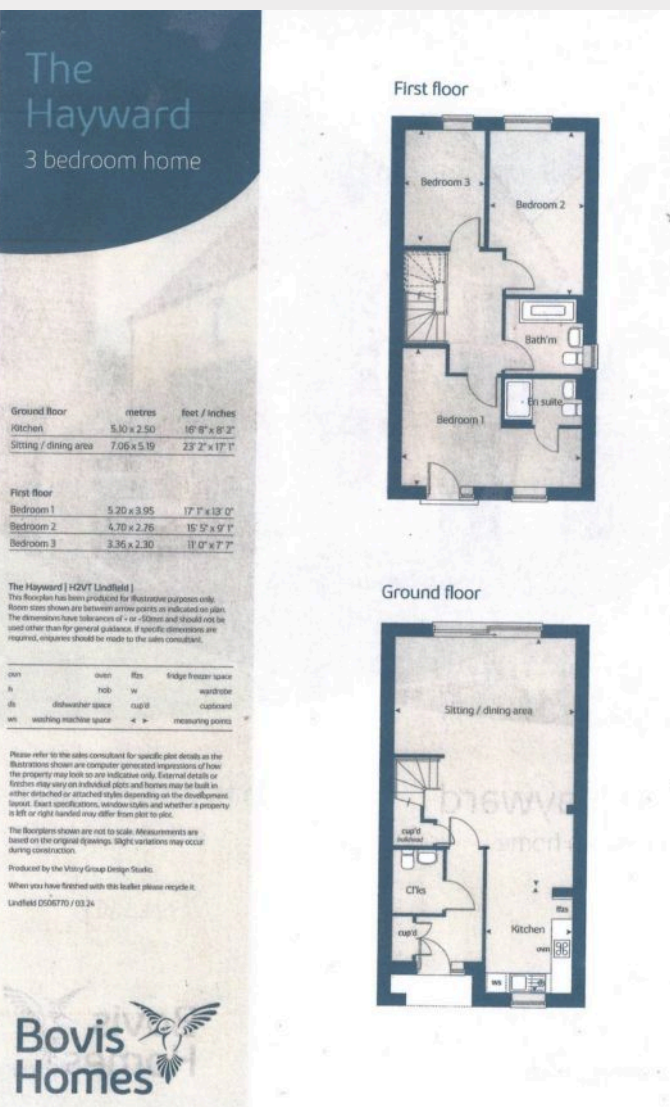 The
Hayward
3 bedroom home
Ground floor metres feet / inches
Kitchen 5.10 x 2.50 16' 8" x 8' 2"
Sitting / dining area 7.06 x 5.19 23' 2" x 17' 1"
First floor
Bedroom 1 5.20 x 3.95 17' 1" x 13' 0"
Bedroom 2 4.70 x 2.76 15' 5" x 9' 1"
Bedroom 3 3.36 x 2.30 11' 0" x 7' 7"
The Hayward | H2VT Lindfield |
This floorplan has been produced for illustrative purposes only.
Room sizes shown are between arrow points as indicated on plan.
The dimensions have tolerances of + or -50mm and should not be
used other than for general guidance. If specific dimensions are
required, enquiries should be made to the sales consultant.
ovn oven ffzs fridge freezer space
h hob w wardrobe
ds dishwasher space cup'd cupboard
ws washing machine space ◄ ► measuring points
Please refer to the sales consultant for specific plot details as the
illustrations shown are computer generated impressions of how
the property may look so are indicative only. External details or
finishes may vary on individual plots and homes may be built in
either detached or attached styles depending on the development
layout. Exact specifications, window styles and whether a property
is left or right handed may differ from plot to plot.
The floorplans shown are not to scale. Measurements are
based on the original drawings. Slight variations may occur
during construction.
Produced by the Vistry Group Design Studio.
When you have finished with this leaflet please recycle it.
Lindfield DS06770 / 03.24
Bovis
Homes
First floor
Bedroom 3
Bedroom 2
Bath'm
En suite
Bedroom 1
Ground floor
Sitting / dining area
cup'd
bulkhead
Cl'ks
cup'd
ffzs
Kitchen
ovn
ws
ds